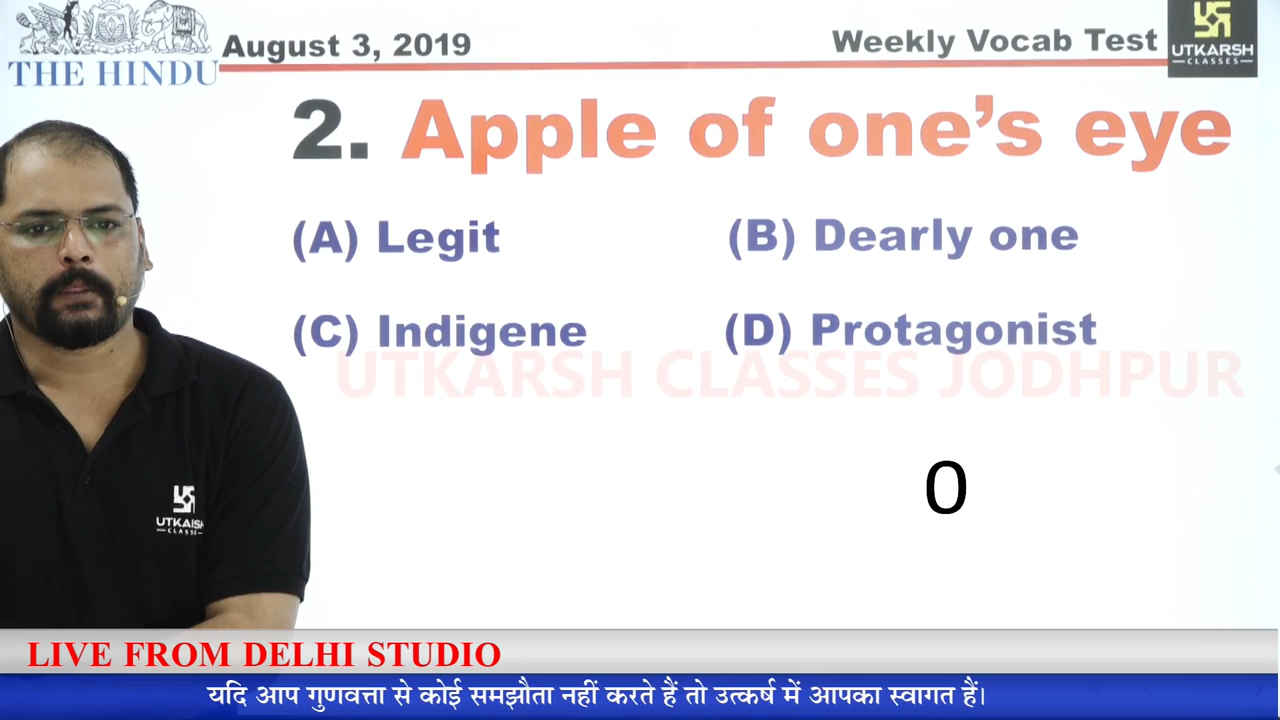 THE HINDU
August 3, 2019
Weekly Vocab Test
UTKARSH
CLASSES
2. Apple of one's eye
(A) Legit
(B) Dearly one
(C) Indigene
(D) Protagonist
UTKARSH CLASSES JODHPUR
0
UTKARSH
CLASSES
LIVE FROM DELHI STUDIO
यदि आप गुणवत्ता से कोई समझौता नहीं करते हैं तो उत्कर्ष में आपका स्वागत हैं।